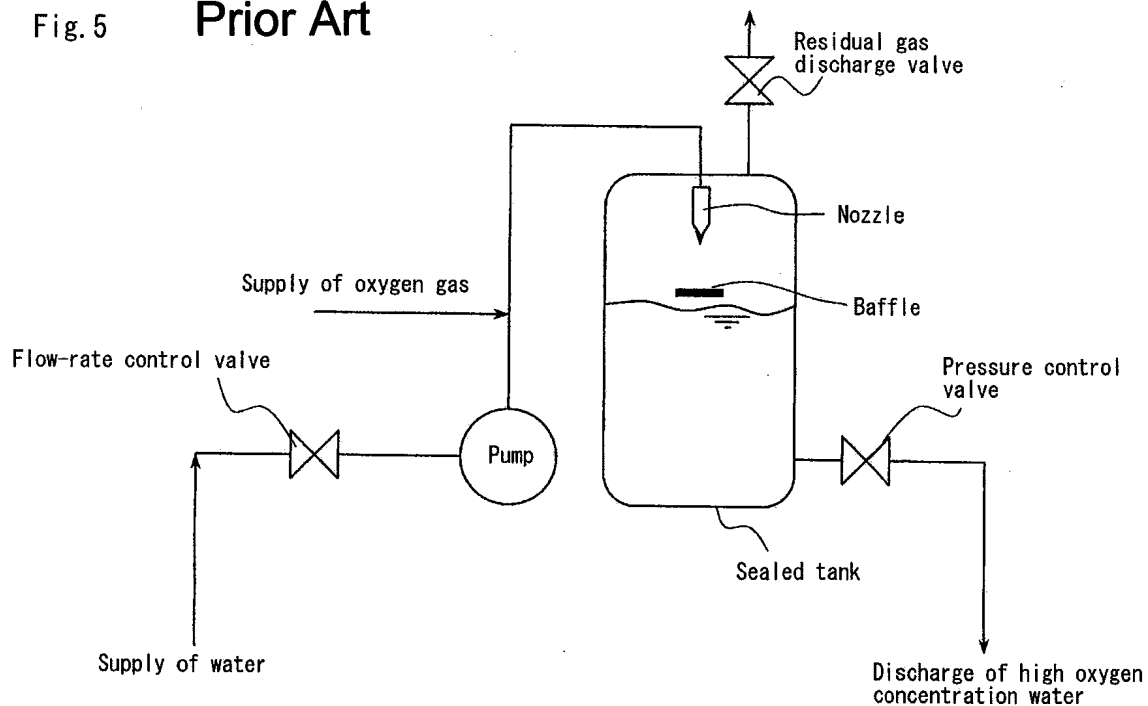 Fig.5 Prior Art
Residual gas
discharge valve
Nozzle
Supply of oxygen gas
Baffle
Flow-rate control valve
Pressure control
valve
Pump
Sealed tank
Supply of water
Discharge of high oxygen
concentration water